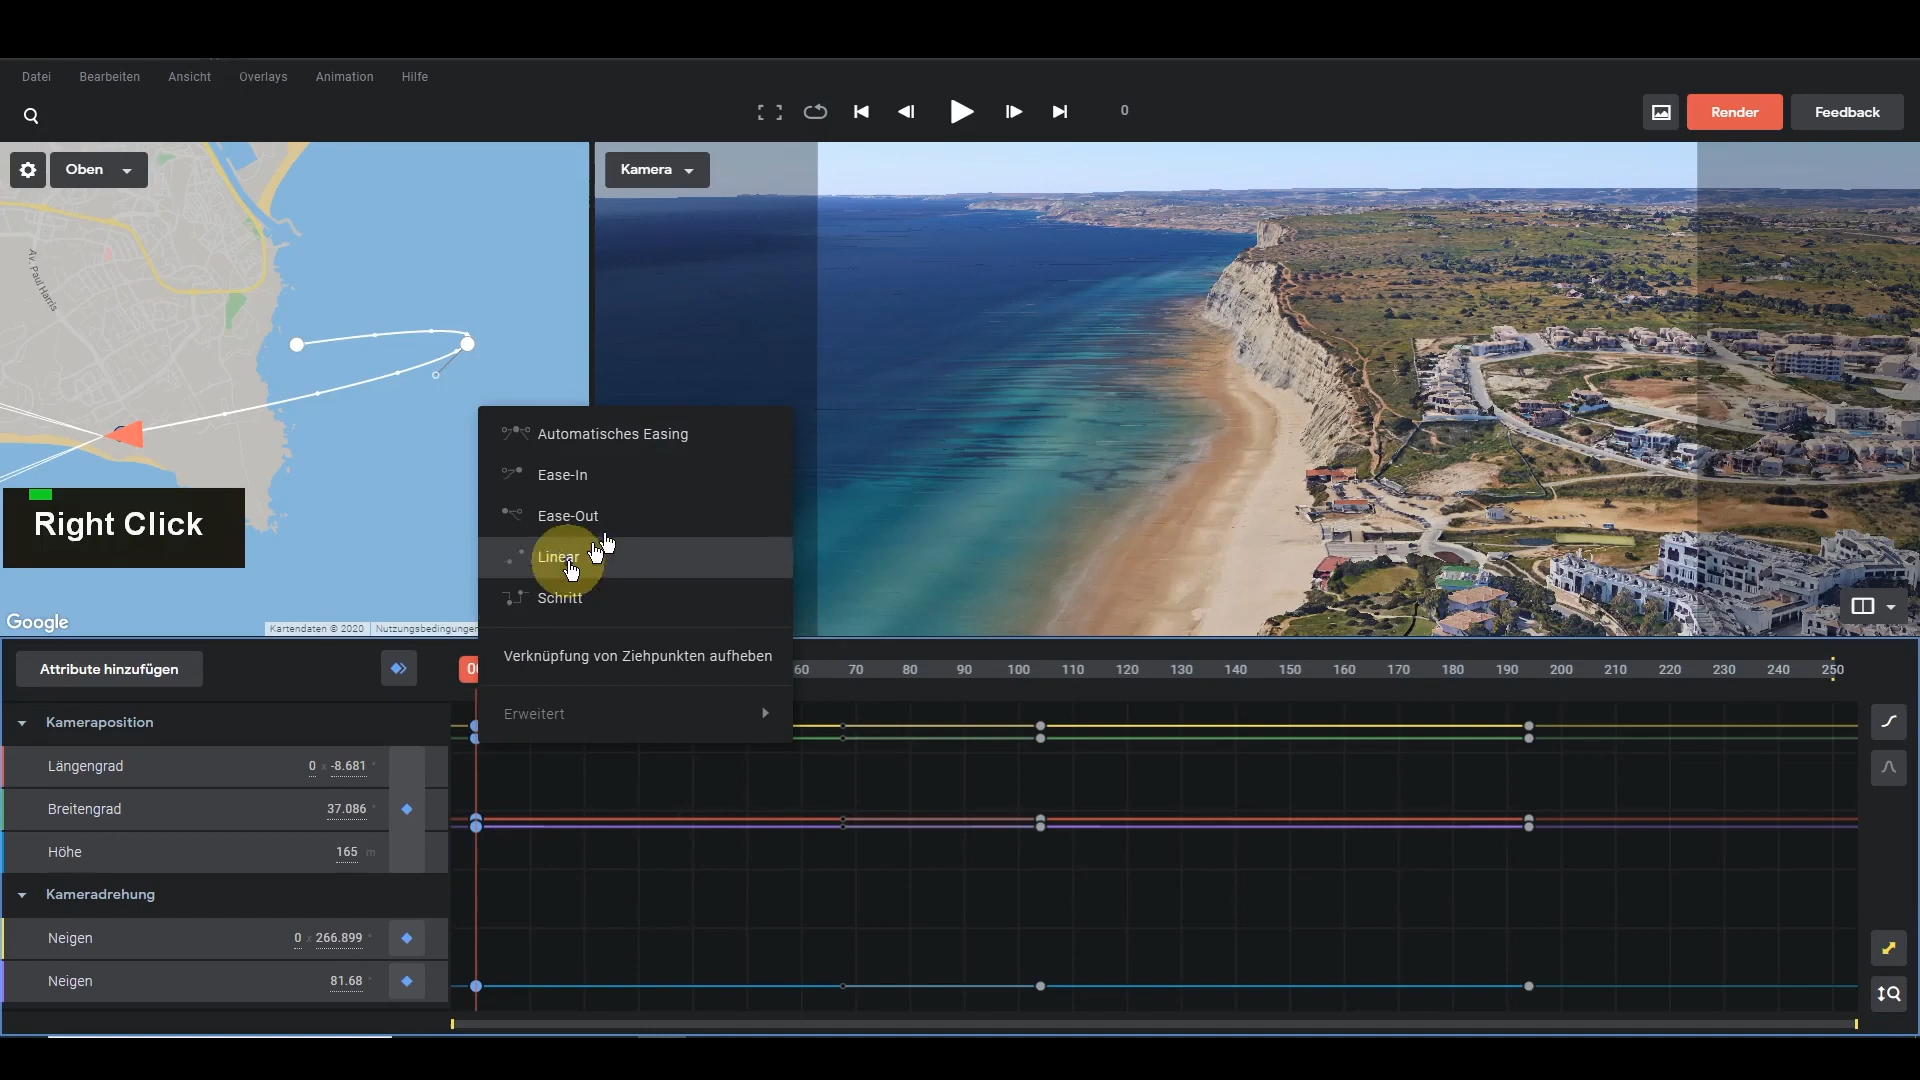 Datei Bearbeiten Ansicht Overlays Animation Hilfe
0
Render Feedback
Oben
Kamera
Av. Paul Harris
Automatisches Easing
Ease-In
Ease-Out
Linear
Schritt
Verknüpfung von Ziehpunkten aufheben
Erweitert
Right Click
Google
Kartendaten © 2020 Nutzungsbedingungen
Attribute hinzufügen
60 70 80 90 100 110 120 130 140 150 160 170 180 190 200 210 220 230 240 250
Kameraposition
Längengrad 0 x -8.681 °
Breitengrad 37.086 °
Höhe 165 m
Kameradrehung
Neigen 0 x 266.899 °
Neigen 81.68 °